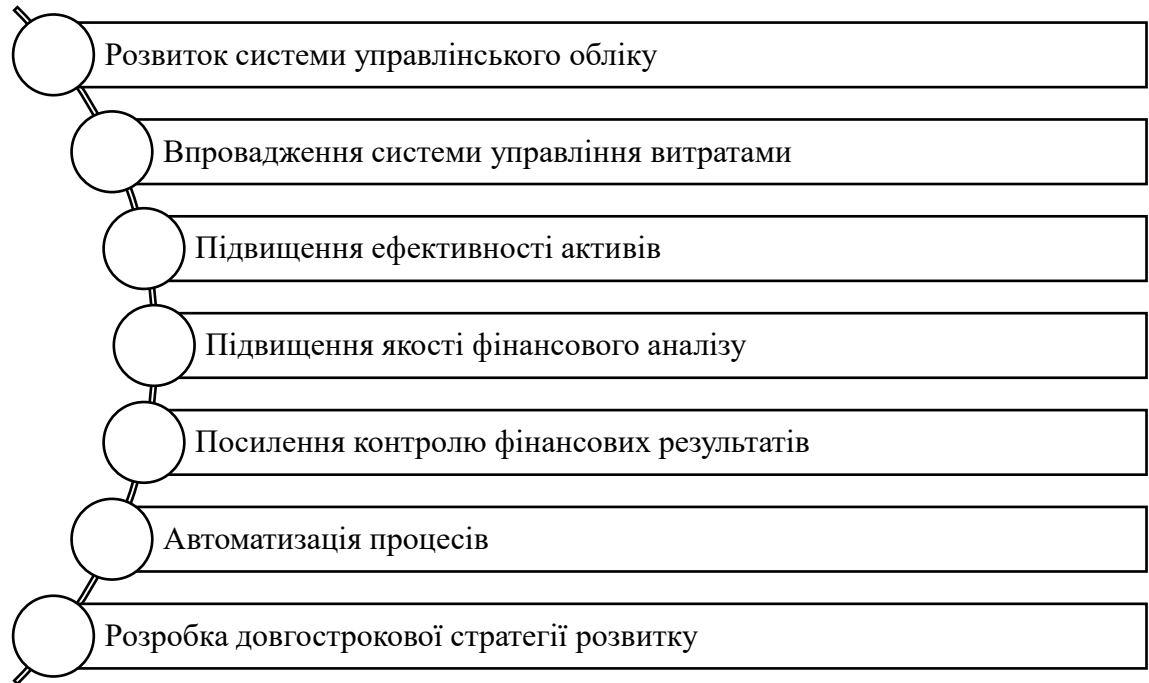 Розвиток системи управлінського обліку
Впровадження системи управління витратами
Підвищення ефективності активів
Підвищення якості фінансового аналізу
Посилення контролю фінансових результатів
Автоматизація процесів
Розробка довгострокової стратегії розвитку